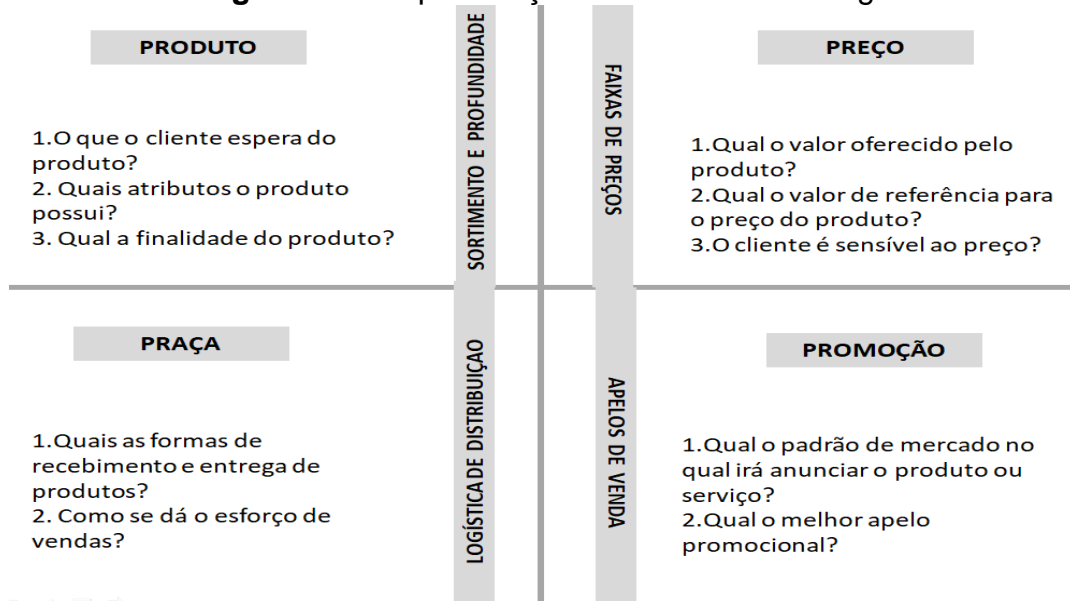 PRODUTO
1.O que o cliente espera do
produto?
2. Quais atributos o produto
possui?
3. Qual a finalidade do produto?
SORTIMENTO E PROFUNDIDADE
FAIXAS DE PREÇOS
PREÇO
1.Qual o valor oferecido pelo
produto?
2.Qual o valor de referência para
o preço do produto?
3.O cliente é sensível ao preço?
PRAÇA
1.Quais as formas de
recebimento e entrega de
produtos?
2. Como se dá o esforço de
vendas?
LOGÍSTICA DE DISTRIBUIÇAO
APELOS DE VENDA
PROMOÇÃO
1.Qual o padrão de mercado no
qual irá anunciar o produto ou
serviço?
2.Qual o melhor apelo
promocional?